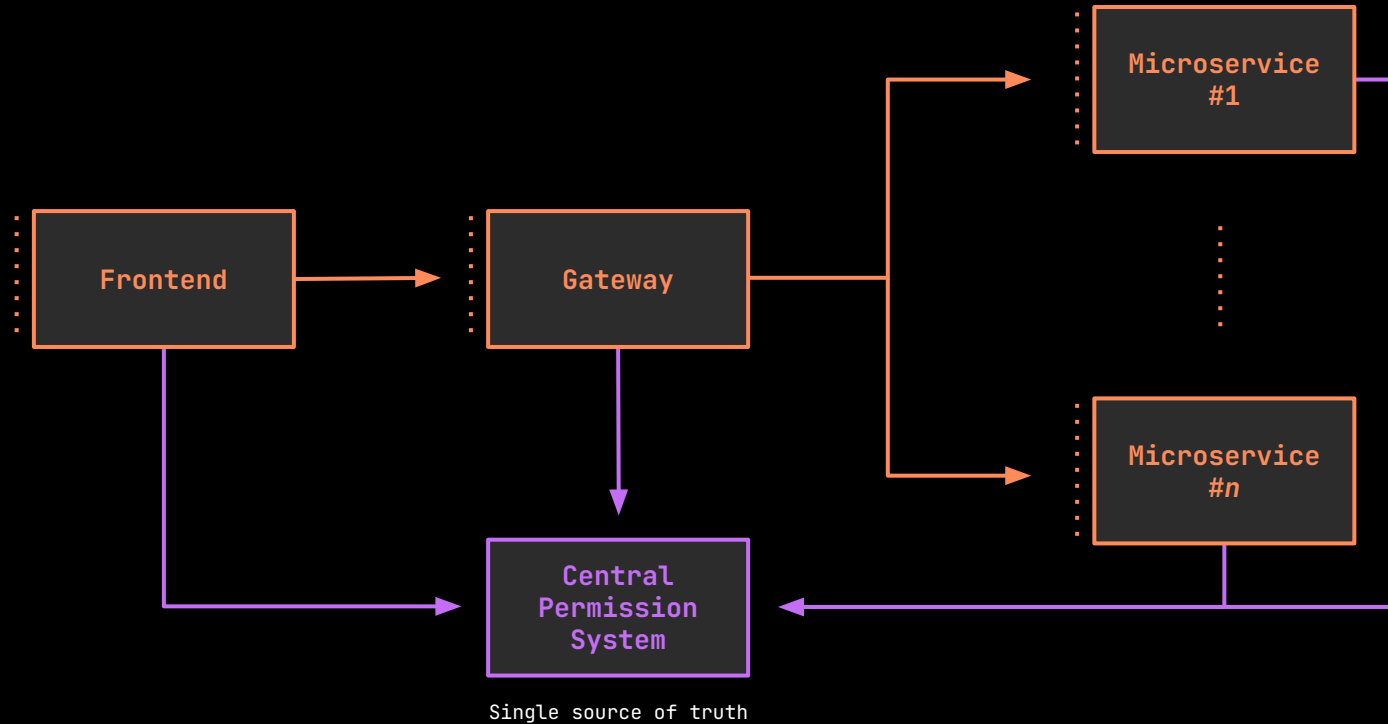 Microservice
#1
Frontend
Gateway
Microservice
#n
Central
Permission
System
Single source of truth